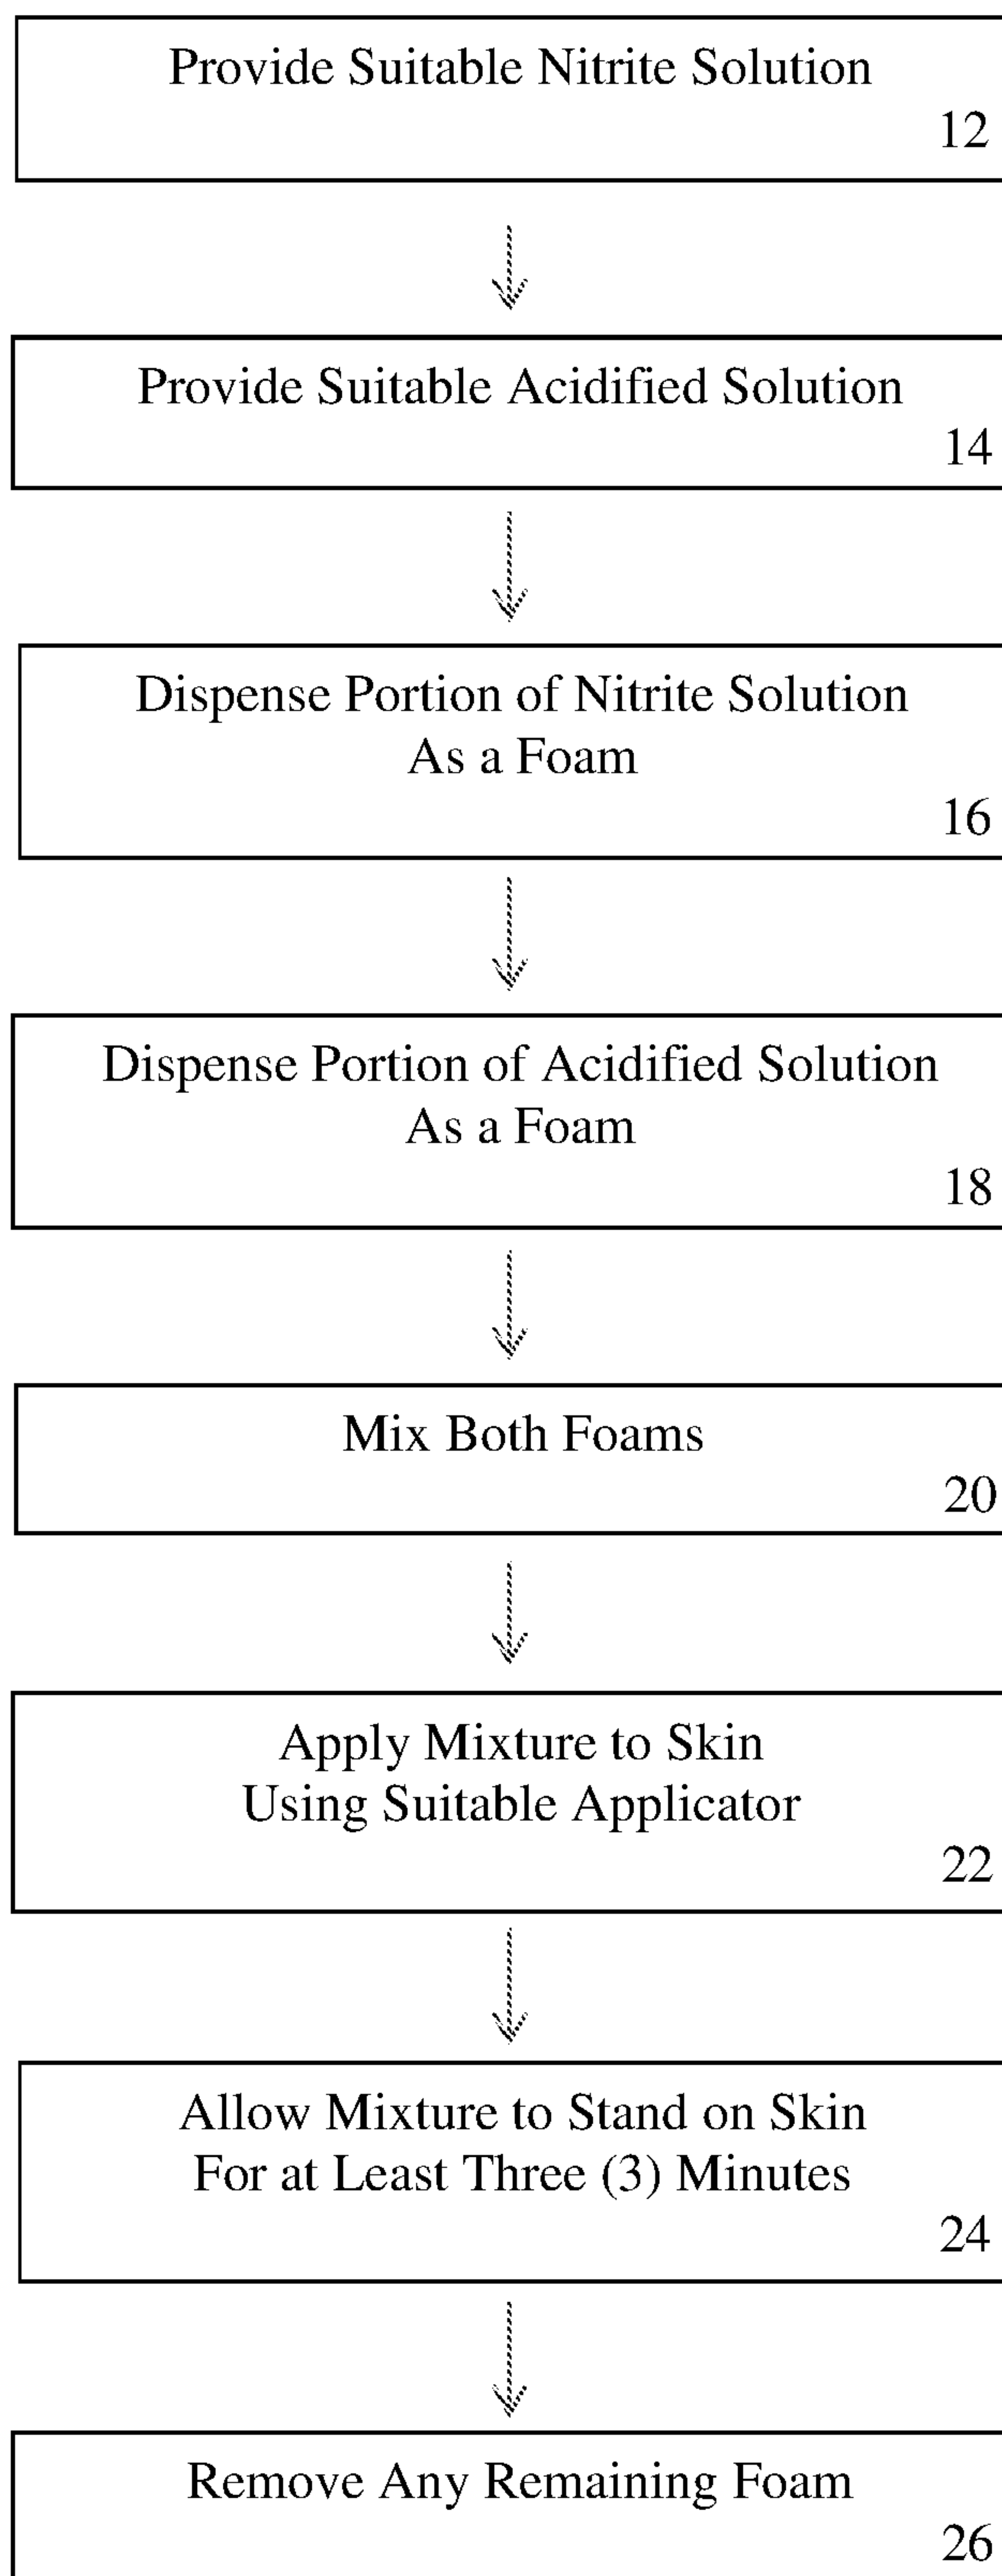 Provide Suitable Nitrite Solution
12
Provide Suitable Acidified Solution
14
Dispense Portion of Nitrite Solution
As a Foam
16
Dispense Portion of Acidified Solution
As a Foam
18
Mix Both Foams
20
Apply Mixture to Skin
Using Suitable Applicator
22
Allow Mixture to Stand on Skin
For at Least Three (3) Minutes
24
Remove Any Remaining Foam
26